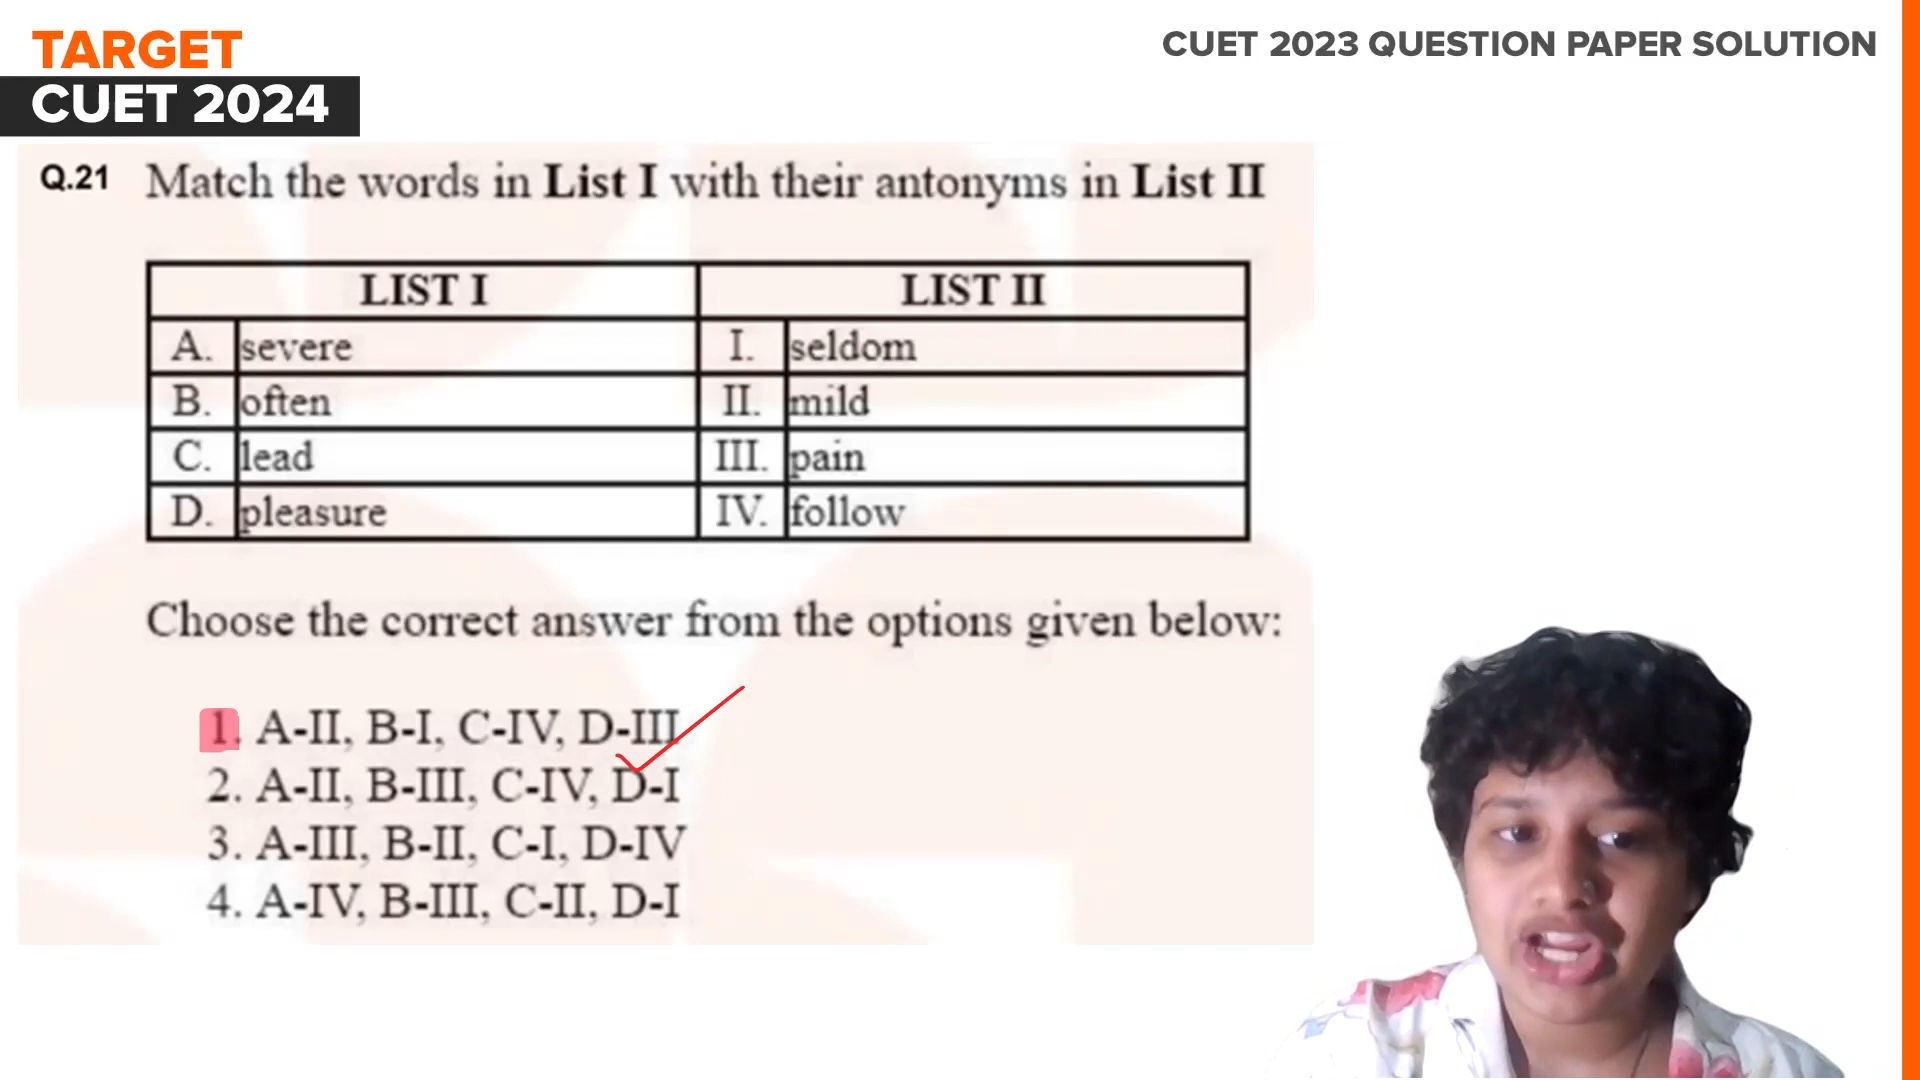 TARGET
CUET 2024
CUET 2023 QUESTION PAPER SOLUTION
Q.21 Match the words in List I with their antonyms in List II
LIST I LIST II
A. severe I. seldom
B. often II. mild
C. lead III. pain
D. pleasure IV. follow
Choose the correct answer from the options given below:
1. A-II, B-I, C-IV, D-III
2. A-II, B-III, C-IV, D-I
3. A-III, B-II, C-I, D-IV
4. A-IV, B-III, C-II, D-I